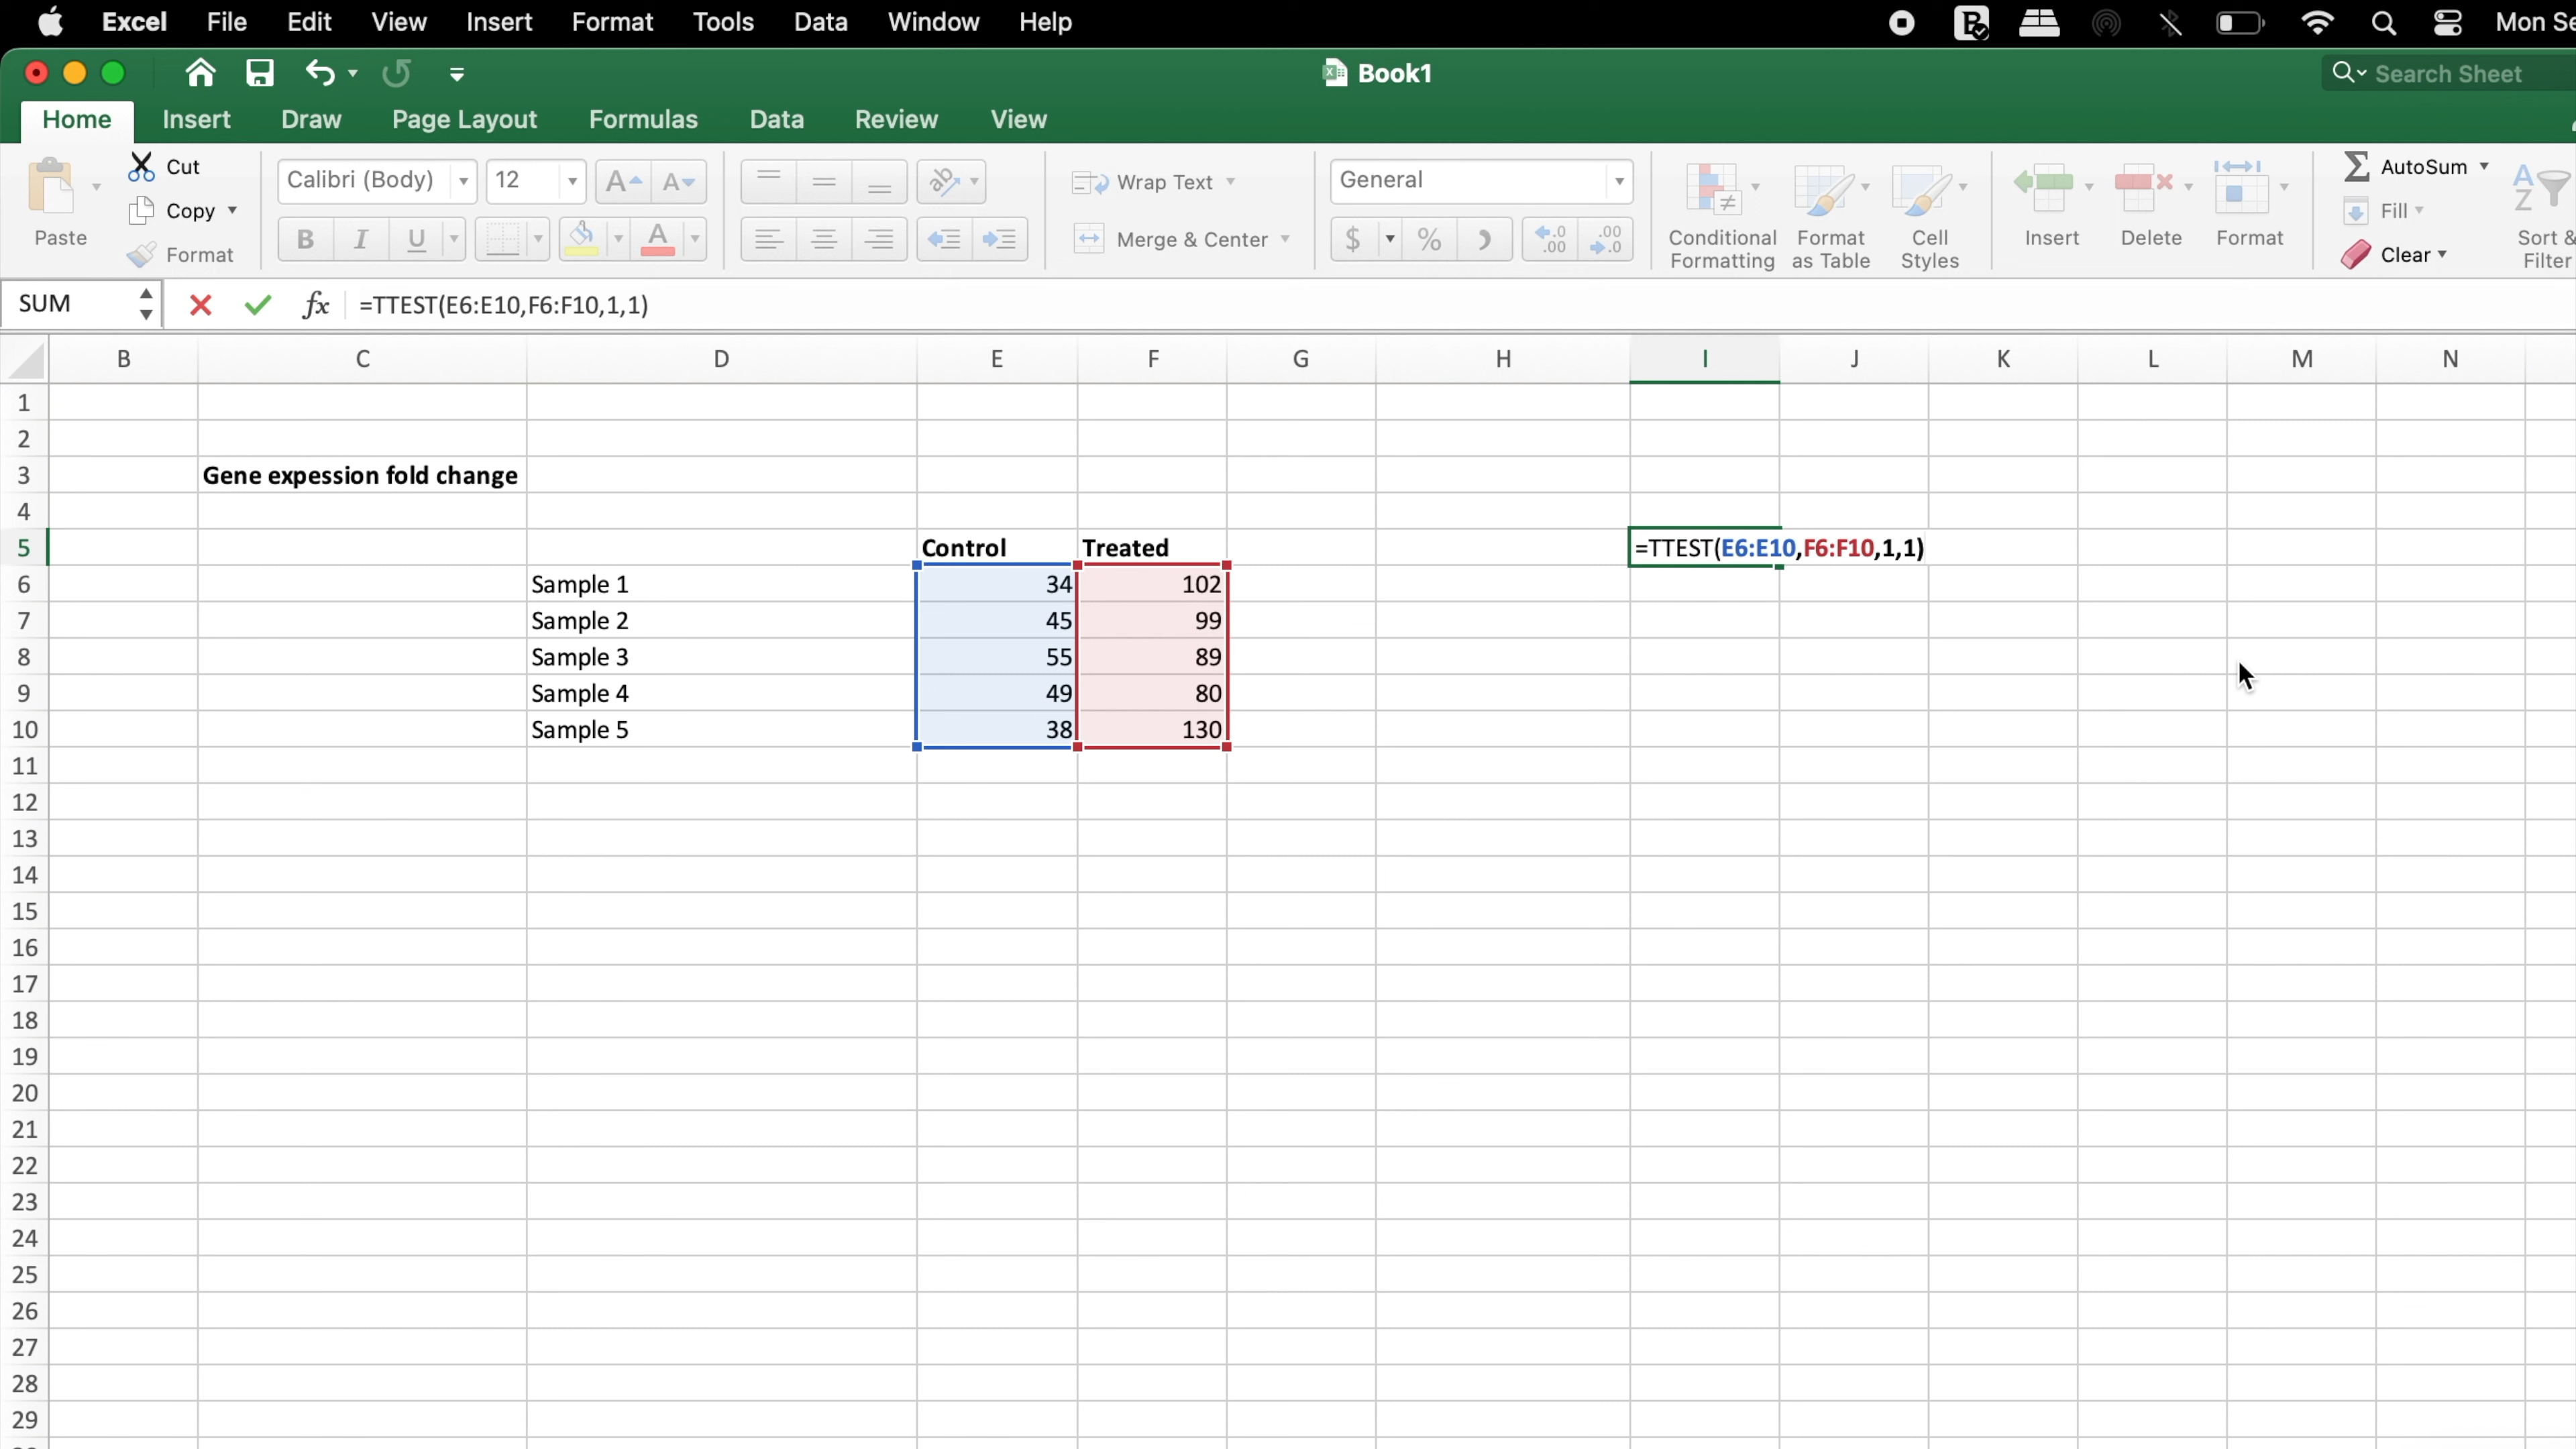 Excel File Edit View Insert Format Tools Data Window Help Mon Se
Book1 Search Sheet
Home Insert Draw Page Layout Formulas Data Review View
Paste Cut Copy Format
Calibri (Body) 12 A A
B I U A
ab Wrap Text
Merge & Center
General
$ % .0 .00 .00 .0
Conditional Formatting
Format as Table
Cell Styles
Insert Delete Format
AutoSum Fill Clear
A Z Sort & Filter
SUM fx =TTEST(E6:E10,F6:F10,1,1)
B C D E F G H I J K L M N
1
2
3 Gene expession fold change
4
5 Control Treated =TTEST(E6:E10,F6:F10,1,1)
6 Sample 1 34 102
7 Sample 2 45 99
8 Sample 3 55 89
9 Sample 4 49 80
10 Sample 5 38 130
11
12
13
14
15
16
17
18
19
20
21
22
23
24
25
26
27
28
29